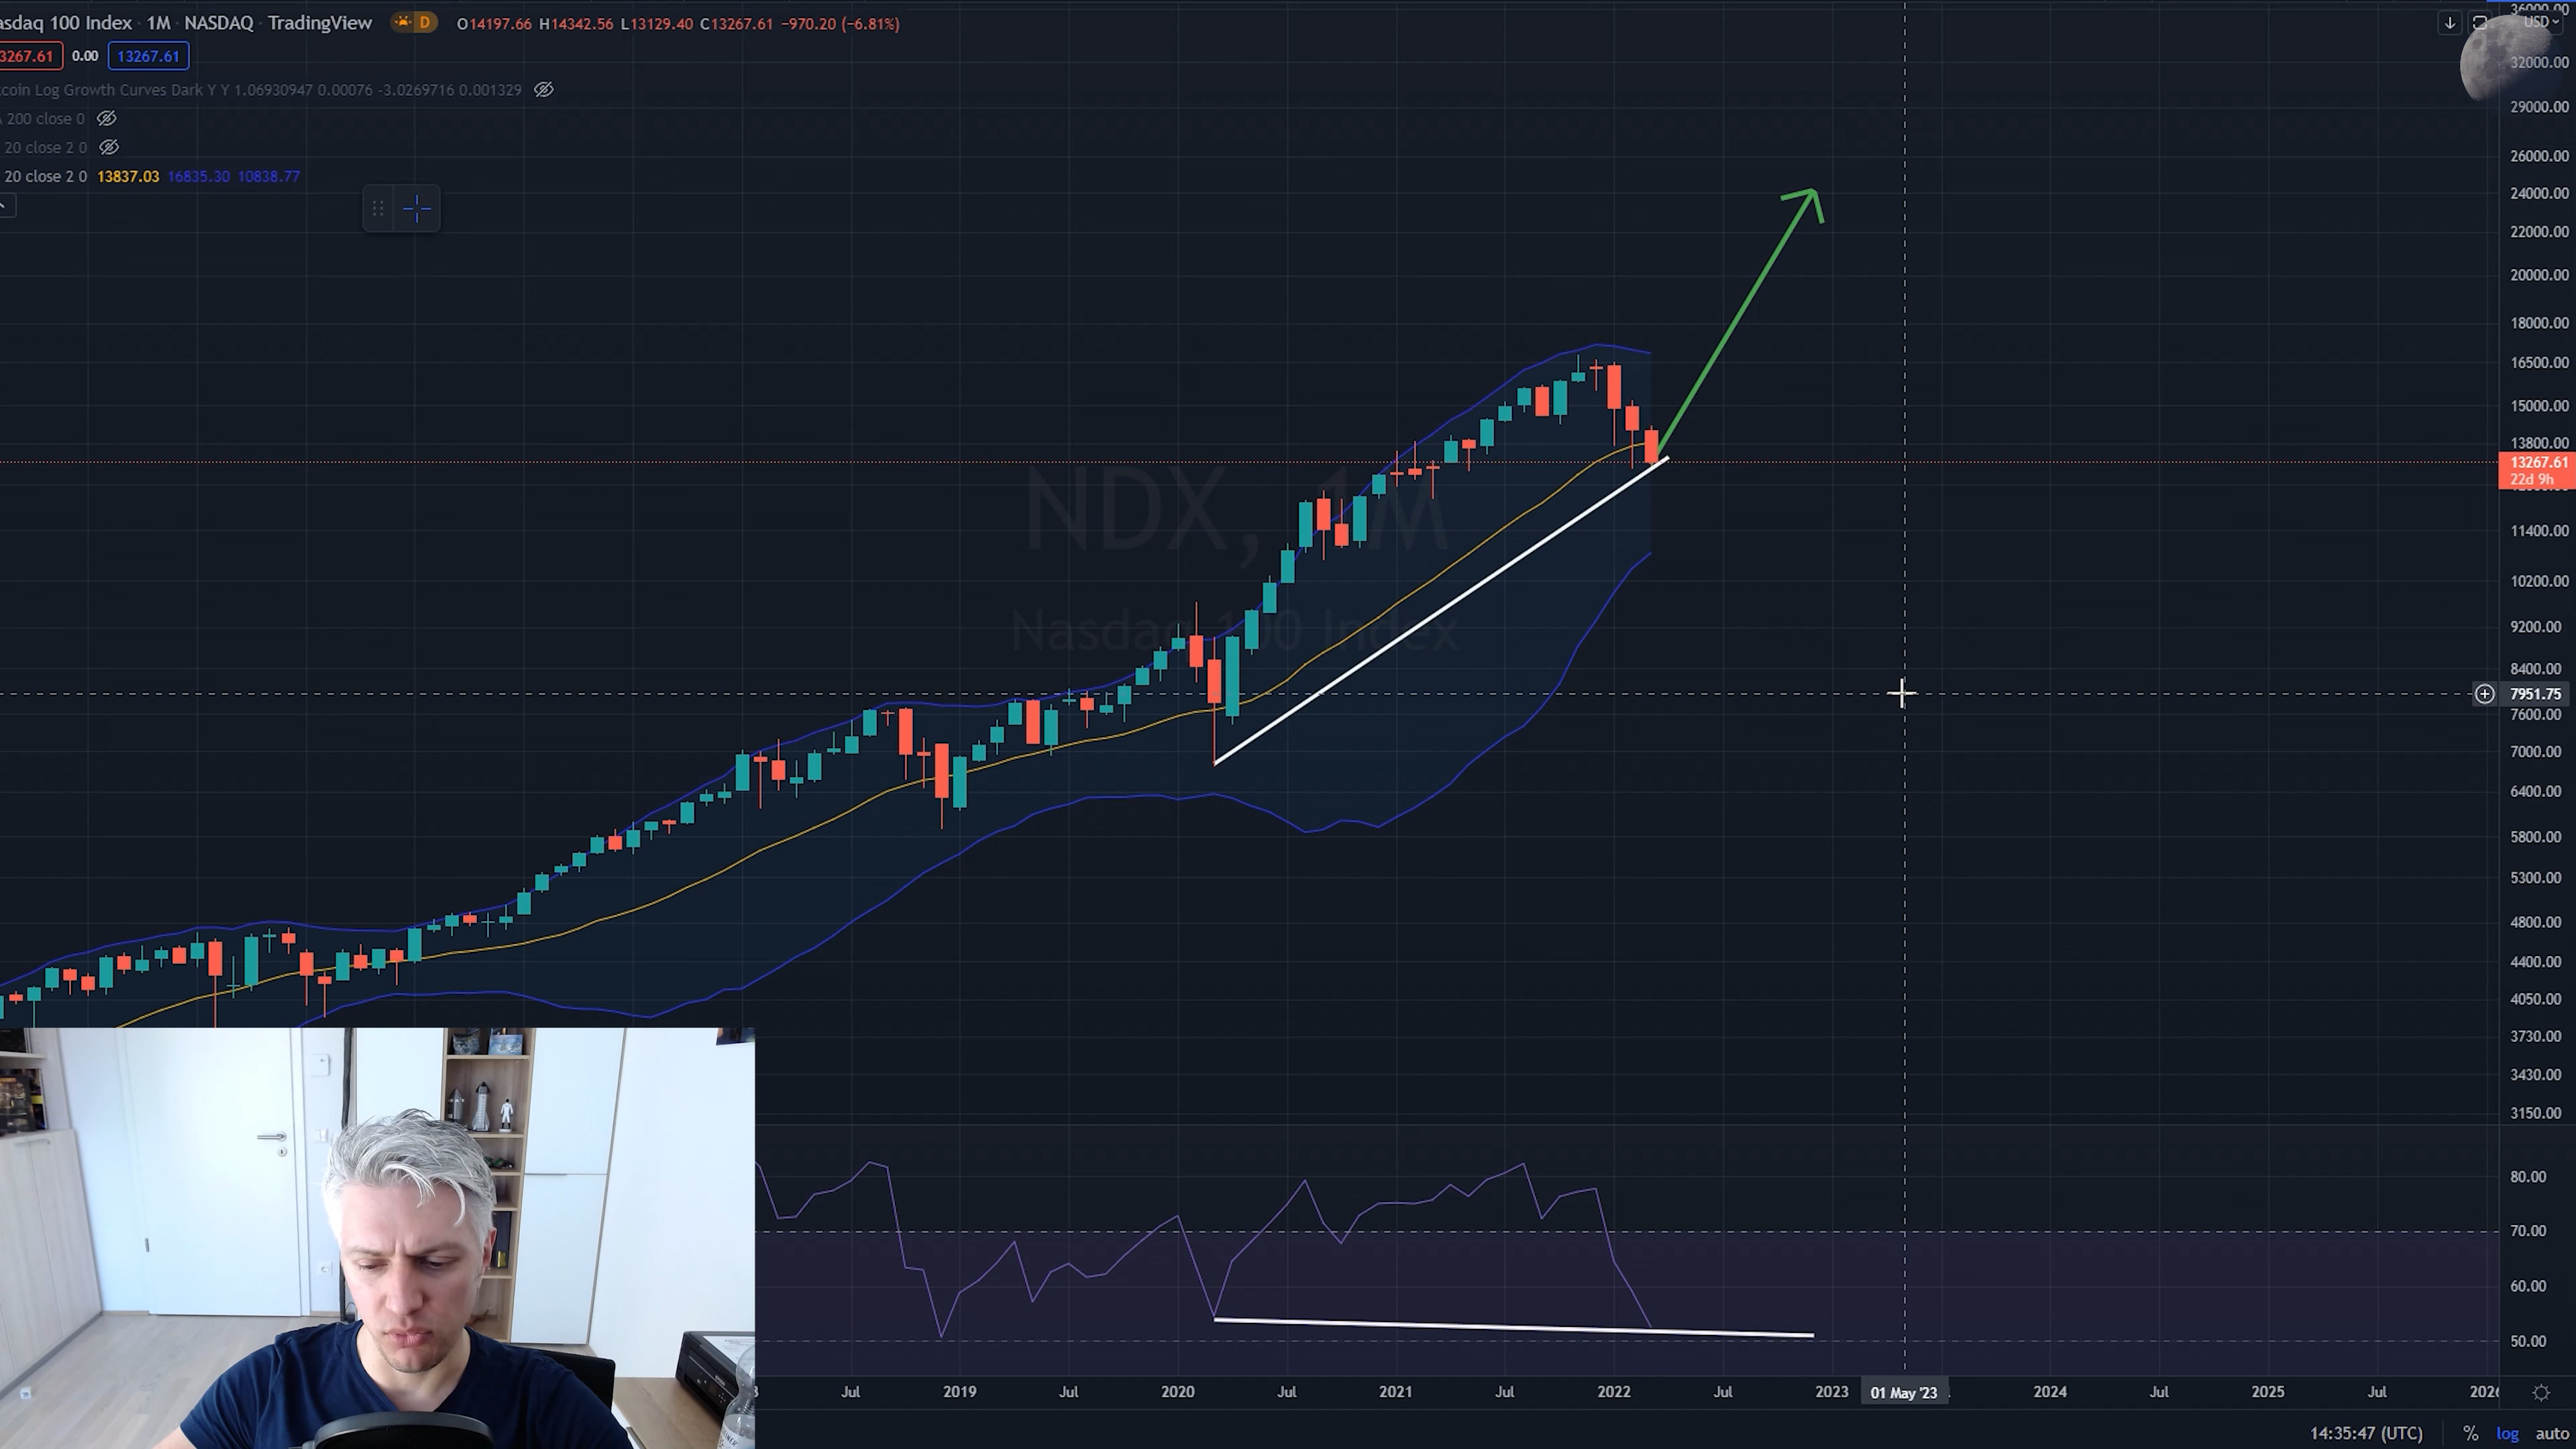 asdaq 100 Index · 1M · NASDAQ · TradingView D O14197.66 H14342.56 L13129.40 C13267.61 −970.20 (−6.81%)
3267.61 0.00 13267.61
coin Log Growth Curves Dark Y Y 1.06930947 0.00076 -3.0269716 0.001329
200 close 0
20 close 2 0
20 close 2 0 13837.03 16835.30 10838.77
NDX, 1M
Nasdaq 100 Index
USD
36000.00
32000.00
29000.00
26000.00
24000.00
22000.00
20000.00
18000.00
16500.00
15000.00
13800.00
13267.61
22d 9h
11400.00
10200.00
9200.00
8400.00
7951.75
7600.00
7000.00
6400.00
5800.00
5300.00
4800.00
4400.00
4050.00
3730.00
3430.00
3150.00
80.00
70.00
60.00
50.00
Jul 2019 Jul 2020 Jul 2021 Jul 2022 Jul 2023 01 May '23 2024 Jul 2025 Jul 202
14:35:47 (UTC) % log auto